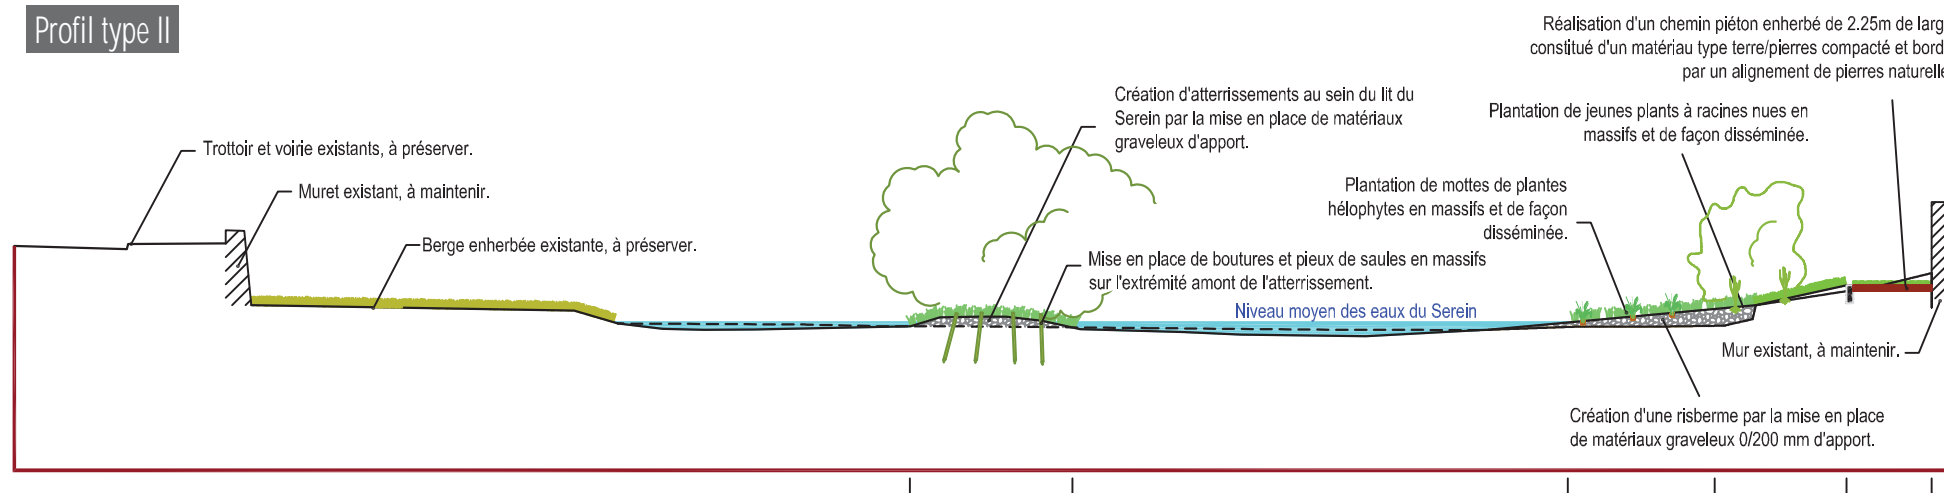 Profil type II
Réalisation d'un chemin piéton enherbé de 2.25m de larg
constitué d'un matériau type terre/pierres compacté et bord
par un alignement de pierres naturelle
Création d'atterrissements au sein du lit du
Serein par la mise en place de matériaux
graveleux d'apport.
Plantation de jeunes plants à racines nues en
massifs et de façon disséminée.
Trottoir et voirie existants, à préserver.
Muret existant, à maintenir.
Plantation de mottes de plantes
hélophytes en massifs et de façon
disséminée.
Berge enherbée existante, à préserver.
Mise en place de boutures et pieux de saules en massifs
sur l'extrémité amont de l'atterrissement.
Niveau moyen des eaux du Serein
Mur existant, à maintenir.
Création d'une risberme par la mise en place
de matériaux graveleux 0/200 mm d'apport.